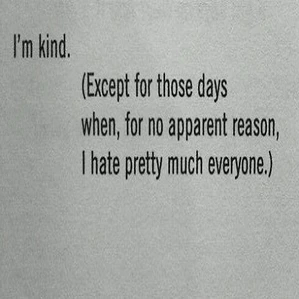 I'm kind.
(Except for those days
when, for no apparent reason,
I hate pretty much everyone.)